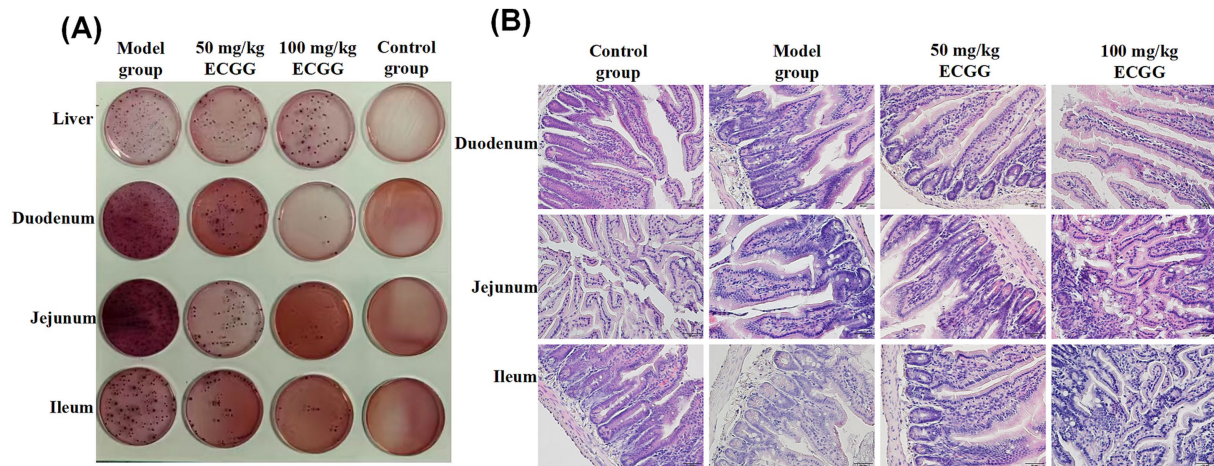 (A)
Model group
50 mg/kg ECGG
100 mg/kg ECGG
Control group
Liver
Duodenum
Jejunum
Ileum
(B)
Control group
Model group
50 mg/kg ECGG
100 mg/kg ECGG
Duodenum
Jejunum
Ileum